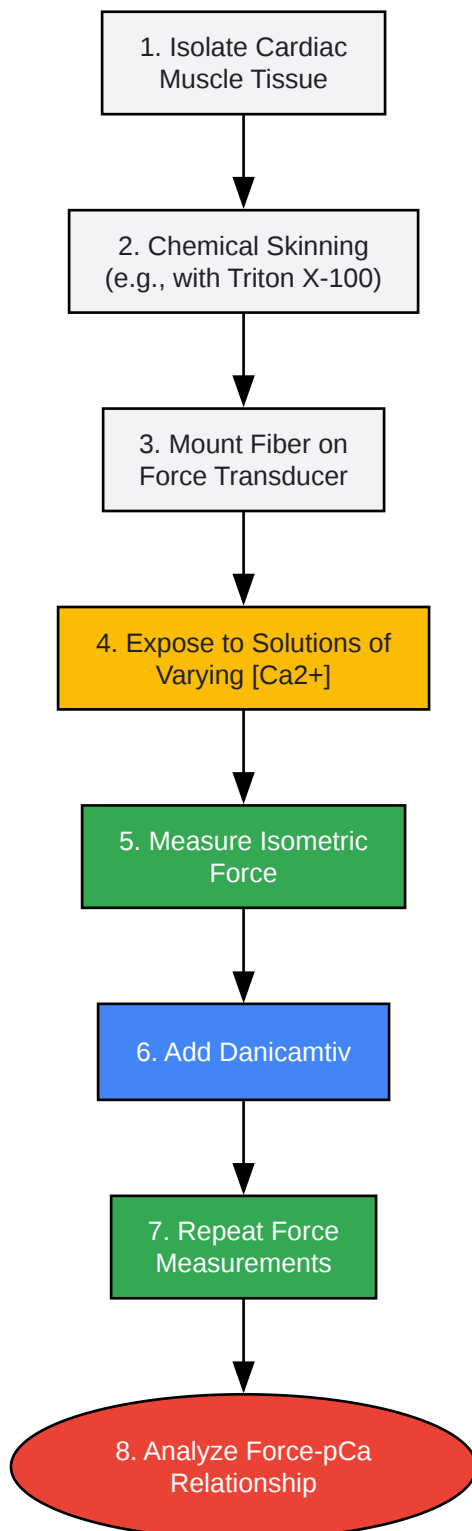 1. Isolate Cardiac
Muscle Tissue
2. Chemical Skinning
(e.g., with Triton X-100)
3. Mount Fiber on
Force Transducer
4. Expose to Solutions of
Varying [Ca2+]
5. Measure Isometric
Force
6. Add Danicamtiv
7. Repeat Force
Measurements
8. Analyze Force-pCa
Relationship